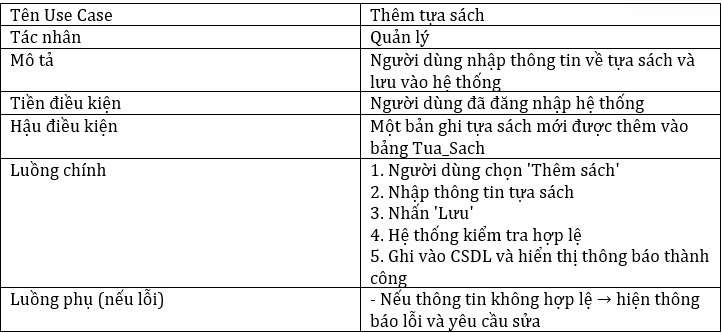 Tên Use Case
Thêm tựa sách
Tác nhân
Quản lý
Mô tả
Người dùng nhập thông tin về tựa sách và
lưu vào hệ thống
Tiền điều kiện
Người dùng đã đăng nhập hệ thống
Hậu điều kiện
Một bản ghi tựa sách mới được thêm vào
bảng Tua_Sach
Luồng chính
1. Người dùng chọn 'Thêm sách'
2. Nhập thông tin tựa sách
3. Nhấn 'Lưu'
4. Hệ thống kiểm tra hợp lệ
5. Ghi vào CSDL và hiển thị thông báo thành
công
Luồng phụ (nếu lỗi)
- Nếu thông tin không hợp lệ → hiện thông
báo lỗi và yêu cầu sửa